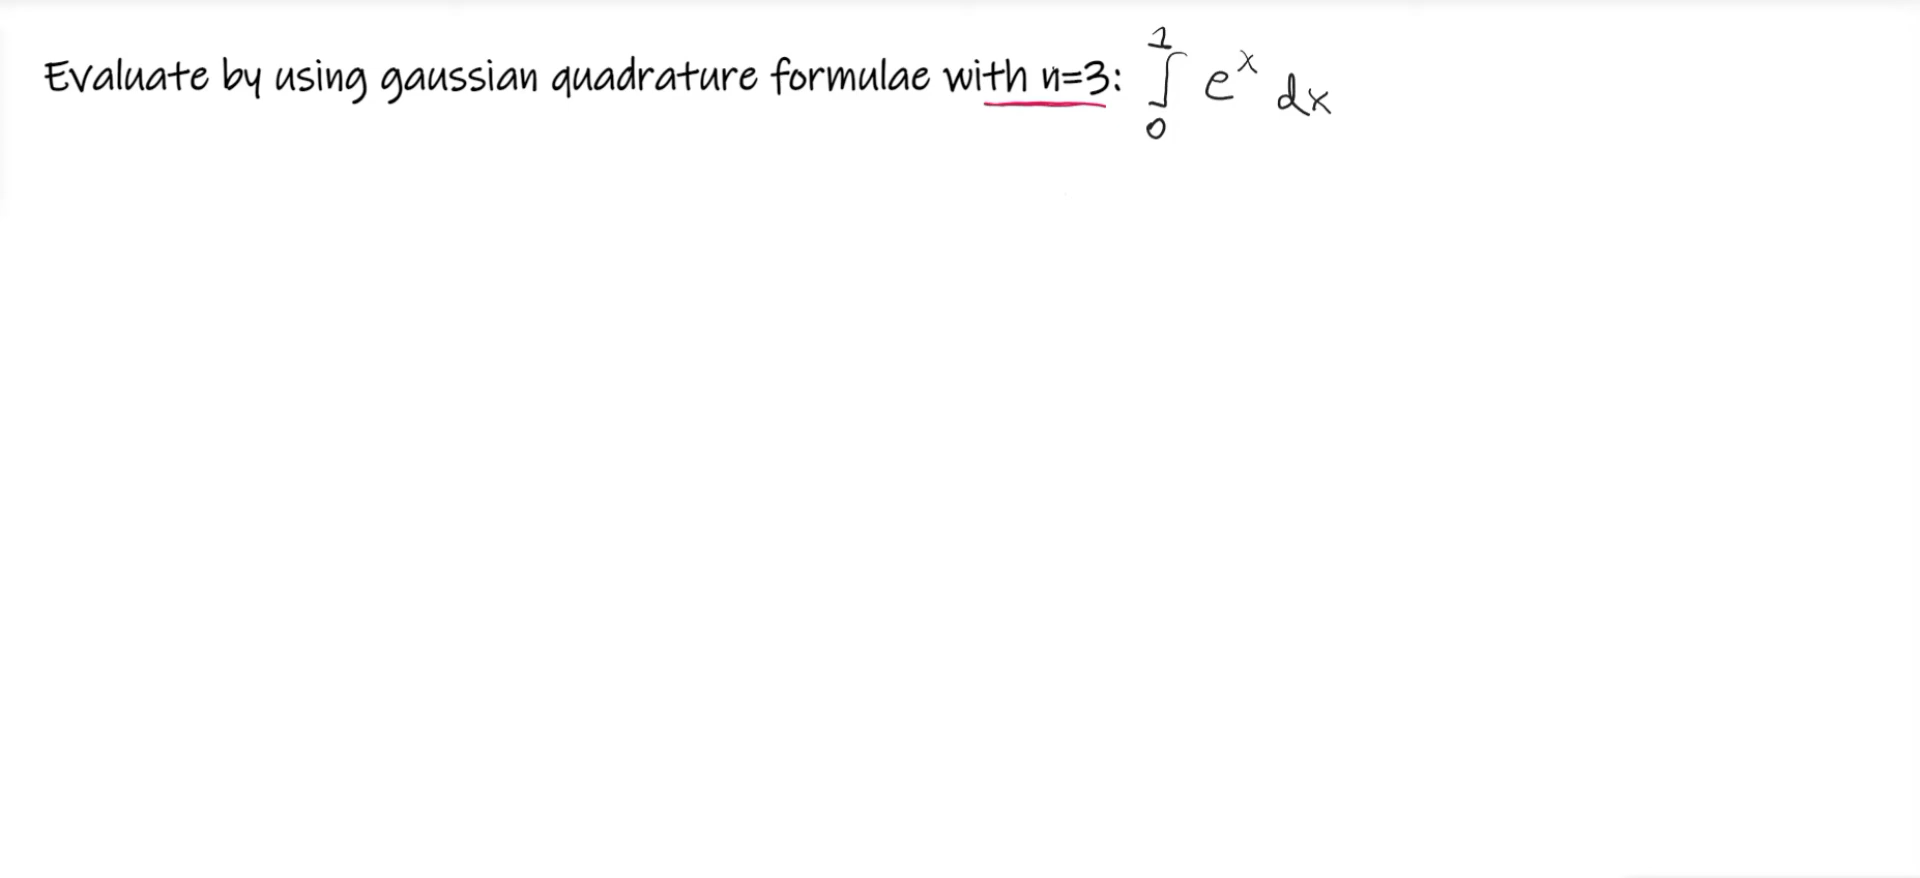 Evaluate by using gaussian quadrature formulae with n=3: ∫₀¹ eˣ dx